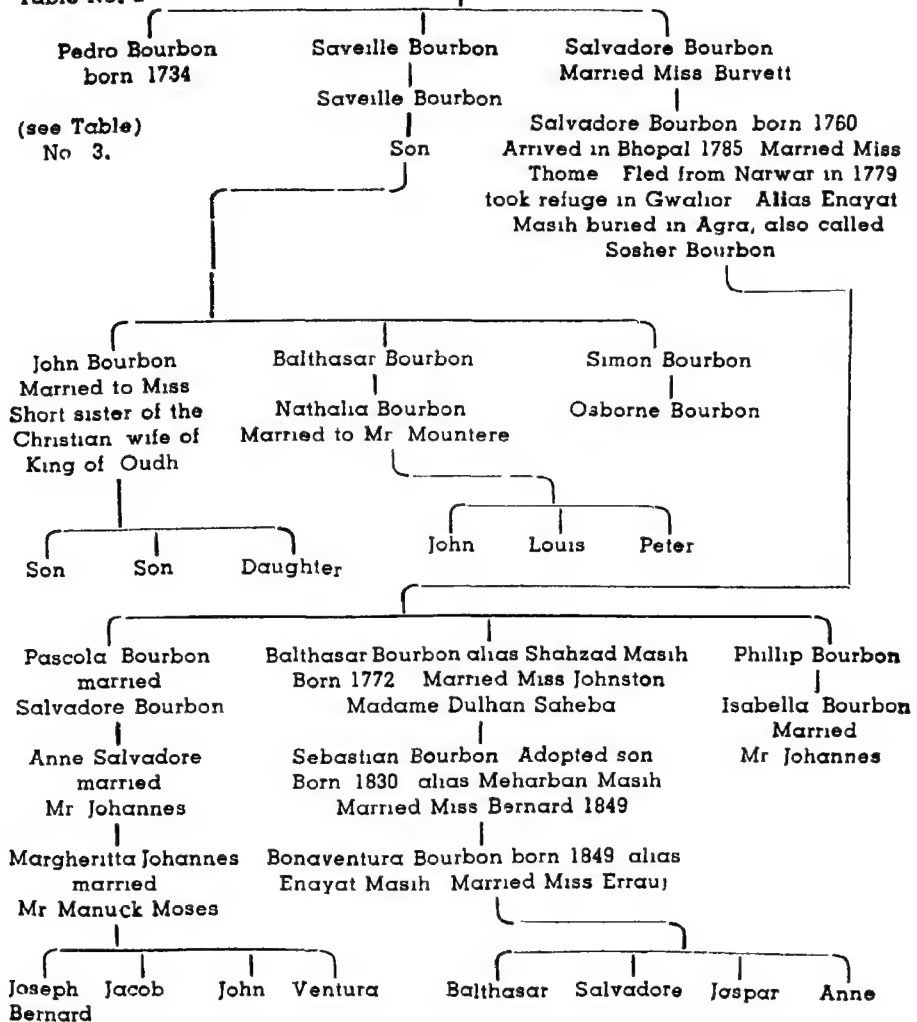 Pedro Bourbon
born 1734
(see Table)
No 3.
Saveille Bourbon
Saveille Bourbon
Son
Salvadore Bourbon
Married Miss Burvett
Salvadore Bourbon born 1760
Arrived in Bhopal 1785 Married Miss
Thome Fled from Narwar in 1779
took refuge in Gwalior Alias Enayat
Masih buried in Agra, also called
Sosher Bourbon
John Bourbon
Married to Miss
Short sister of the
Christian wife of
King of Oudh
Son Son Daughter
Balthasar Bourbon
Nathalia Bourbon
Married to Mr Mountere
John Louis Peter
Simon Bourbon
Osborne Bourbon
Pascola Bourbon
married
Salvadore Bourbon
Anne Salvadore
married
Mr Johannes
Margheritta Johannes
married
Mr Manuck Moses
Joseph Jacob John Ventura
Bernard
Balthasar Bourbon alias Shahzad Masih
Born 1772 Married Miss Johnston
Madame Dulhan Saheba
Sebastian Bourbon Adopted son
Born 1830 alias Meharban Masih
Married Miss Bernard 1849
Bonaventura Bourbon born 1849 alias
Enayat Masih Married Miss Errauj
Balthasar Salvadore Jaspar Anne
Phillip Bourbon
Isabella Bourbon
Married
Mr Johannes